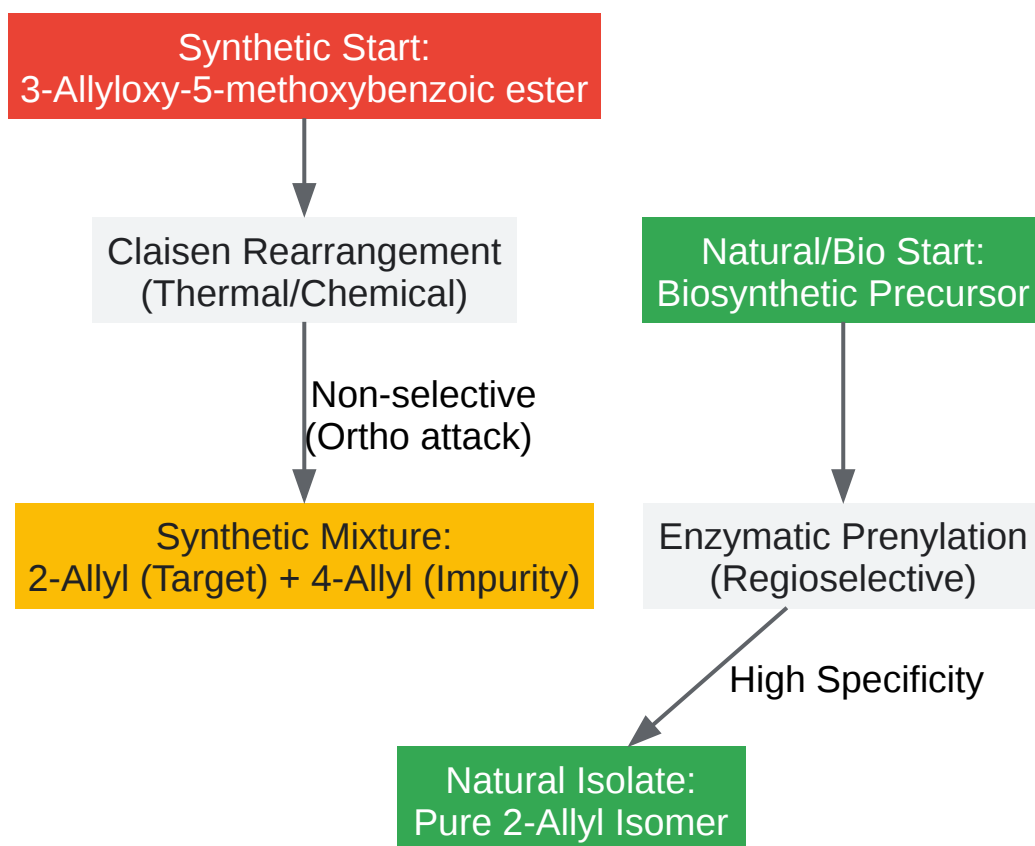 Synthetic Start:
3-Allyloxy-5-methoxybenzoic ester
Claisen Rearrangement
(Thermal/Chemical)
Natural/Bio Start:
Biosynthetic Precursor
Non-selective
(Ortho attack)
Synthetic Mixture:
2-Allyl (Target) + 4-Allyl (Impurity)
Enzymatic Prenylation
(Regioselective)
High Specificity
Natural Isolate:
Pure 2-Allyl Isomer